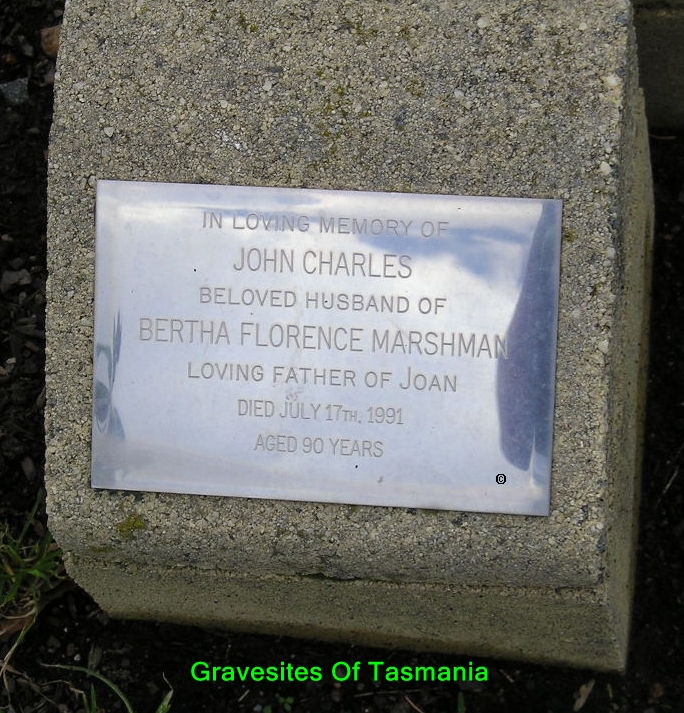 IN LOVING MEMORY OF
JOHN CHARLES
BELOVED HUSBAND OF
BERTHA FLORENCE MARSHMAN
LOVING FATHER OF JOAN
DIED JULY 17TH, 1991
AGED 90 YEARS
©
Gravesites Of Tasmania